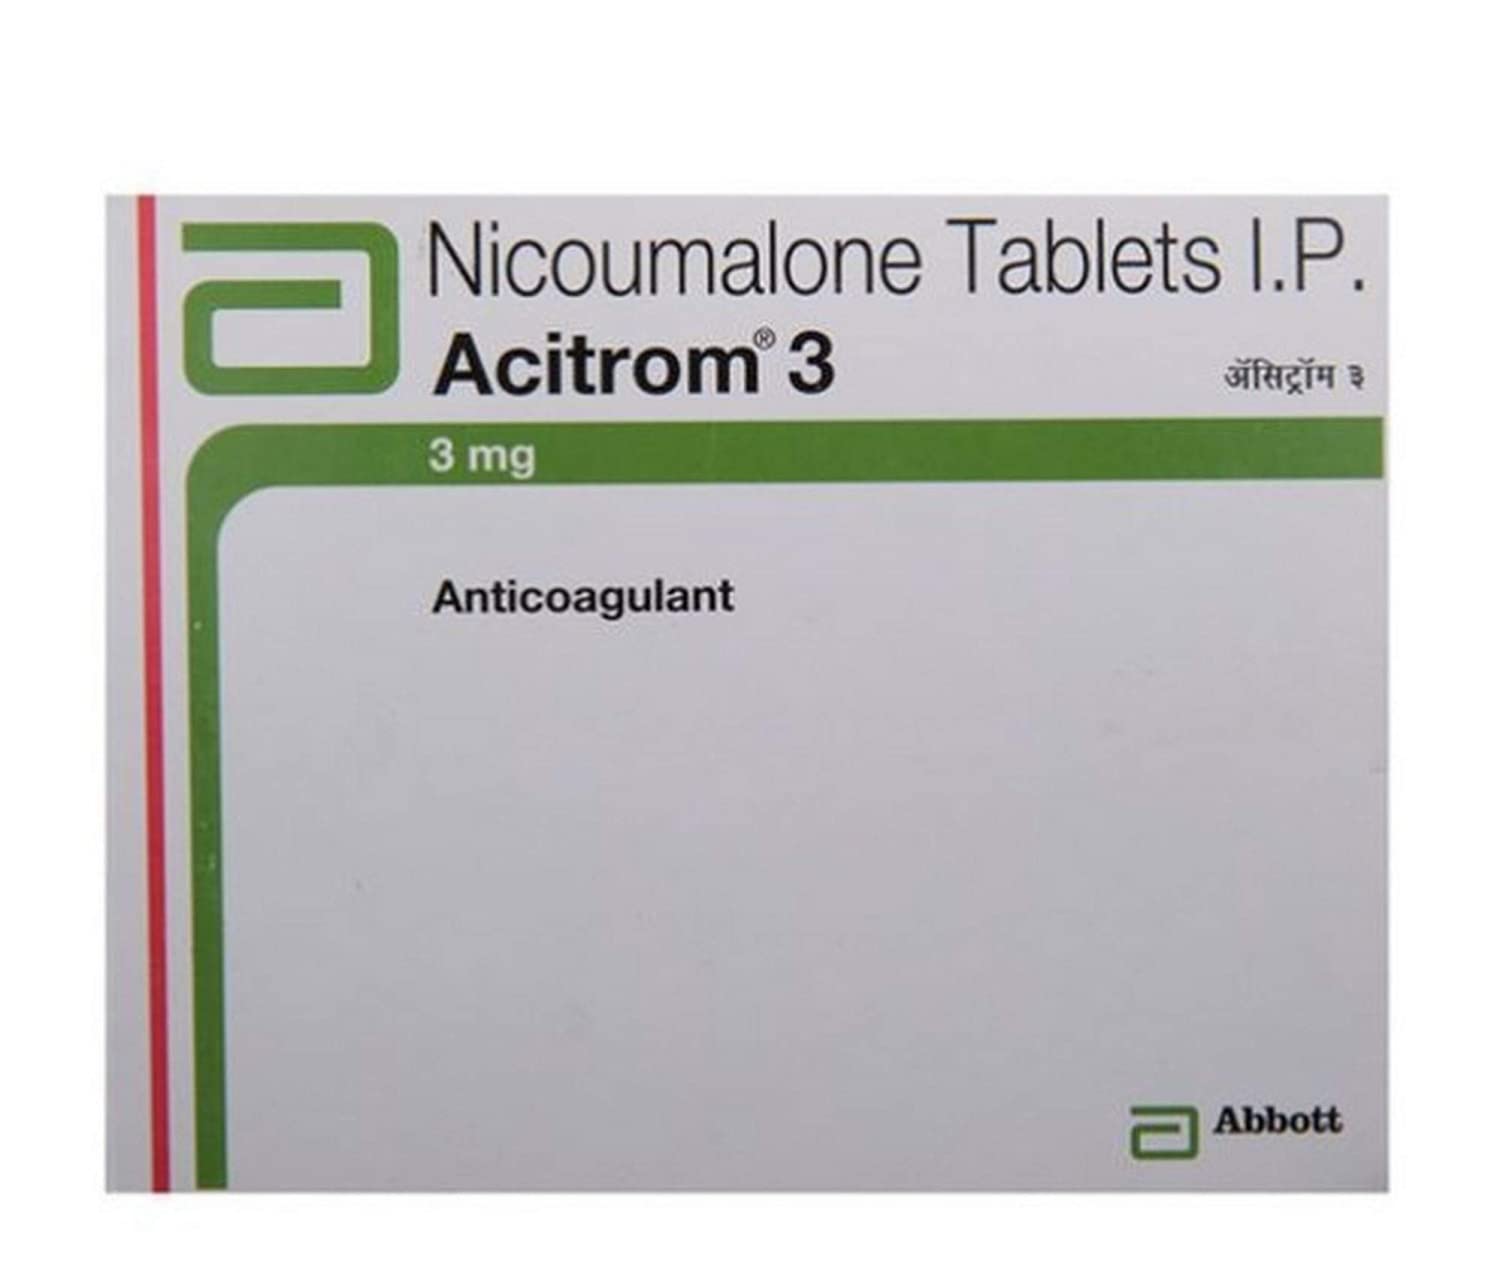 Nicoumalone Tablets I.P.
Acitrom® 3
ॲसिट्रॉम ३
3 mg
Anticoagulant
Abbott